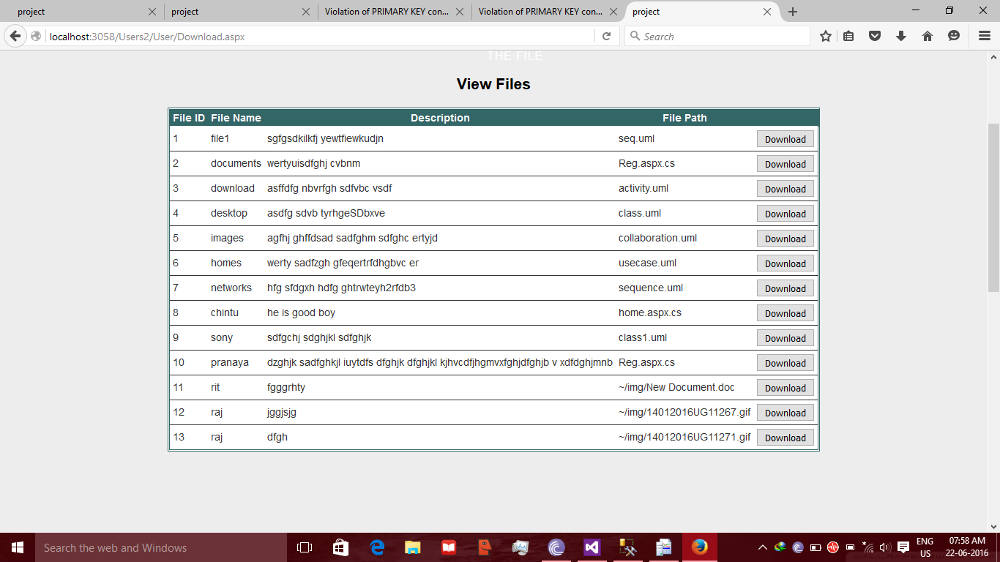 project project Violation of PRIMARY KEY con... Violation of PRIMARY KEY con... project
localhost:3058/Users2/User/Download.aspx Search
THE FILE
View Files
File ID File Name Description File Path
1 file1 sgfgsdkilkfj yewtfiewkudjn seq.uml Download
2 documents wertyuisdfghj cvbnm Reg.aspx.cs Download
3 download asffdfg nbvrfgh sdfvbc vsdf activity.uml Download
4 desktop asdfg sdvb tyrhgeSDbxve class.uml Download
5 images agfhj ghffdsad sadfghm sdfghc ertyjd collaboration.uml Download
6 homes werty sadfzgh gfeqertrfdhgbvc er usecase.uml Download
7 networks hfg sfdgxh hdfg ghtrwteyh2rfdb3 sequence.uml Download
8 chintu he is good boy home.aspx.cs Download
9 sony sdfgchj sdghjkl sdfghjk class1.uml Download
10 pranaya dzghjk sadfghkjl iuytdfs dfghjk dfghjkl kjhvcdfjhgmvxfghjdfghjb v xdfdghjmnb Reg.aspx.cs Download
11 rit fgggrhty ~/img/New Document.doc Download
12 raj jggjsjg ~/img/14012016UG11267.gif Download
13 raj dfgh ~/img/14012016UG11271.gif Download
Search the web and Windows ENG 07:58 AM
US 22-06-2016